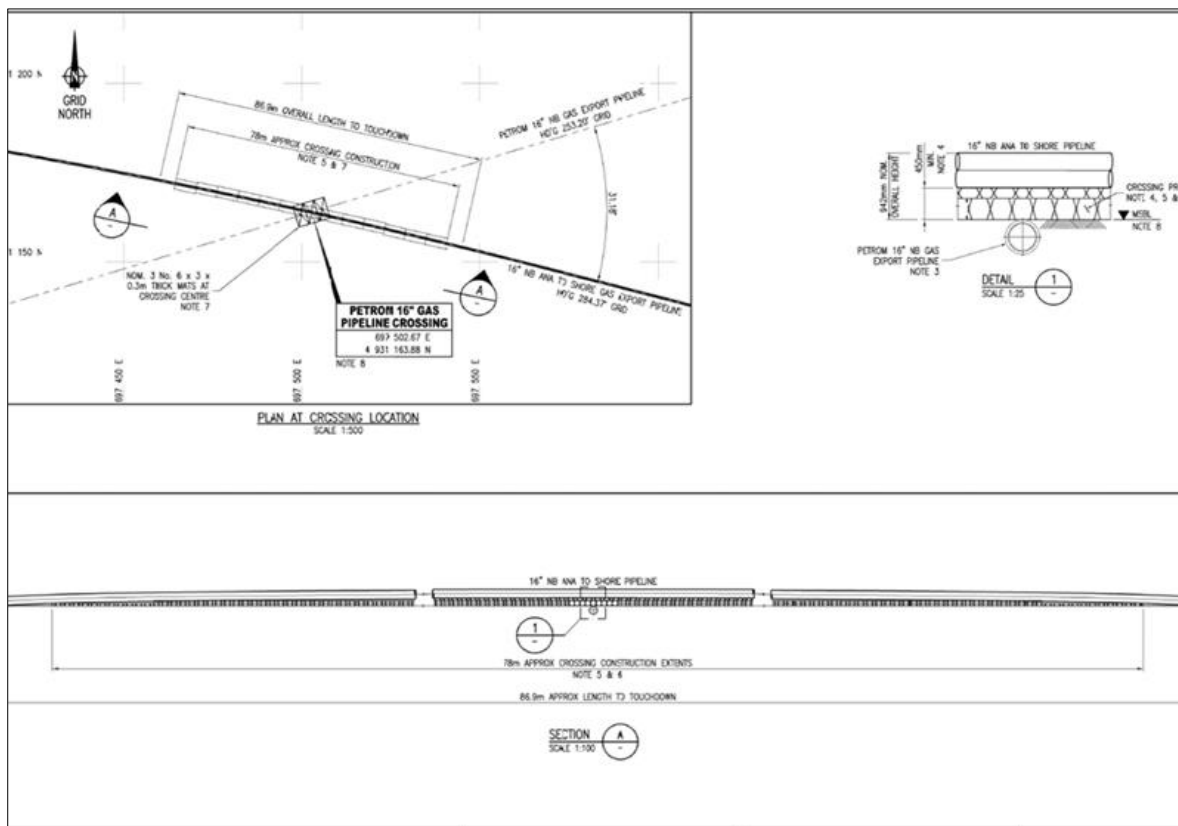 1 200 N
GRID
NORTH
86.9m OVERALL LENGTH TO TOUCHDOWN
78m APPROX CROSSING CONSTRUCTION
NOTE 5 & 7
PETROM 16" NB GAS EXPORT PIPELINE
HD'G 253.20° GRID
31.16°
A
-
1 150 N
NOM. 3 No. 6 x 3 x
0.3m THICK MATS AT
CROSSING CENTRE
NOTE 7
16" NB ANA TO SHORE GAS EXPORT PIPELINE
HD'G 284.37° GRID
A
-
PETROM 16" GAS
PIPELINE CROSSING
697 502.67 E
4 931 163.88 N
NOTE 8
697 450 E
697 500 E
697 550 E
PLAN AT CROSSING LOCATION
SCALE 1:500
16" NB ANA TO SHORE PIPELINE
942mm NOM.
OVERALL HEIGHT
450mm
MIN.
NOTE 4
CROSSING PR
NOTE 4, 5 &
MSBL
NOTE 8
PETROM 16" NB GAS
EXPORT PIPELINE
NOTE 3
DETAIL
SCALE 1:25
1
-
16" NB ANA TO SHORE PIPELINE
1
-
78m APPROX CROSSING CONSTRUCTION EXTENTS
NOTE 5 & 6
86.9m APPROX LENGTH TO TOUCHDOWN
SECTION
SCALE 1:100
A
-